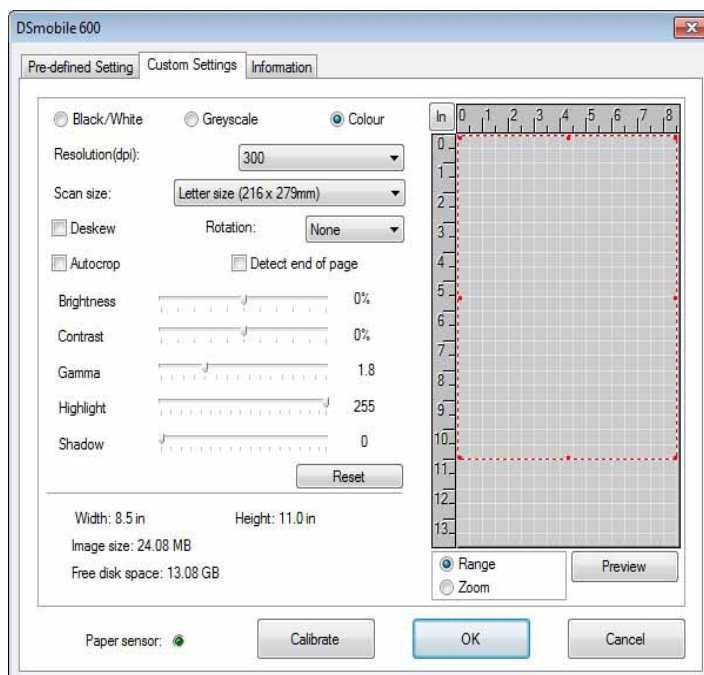 DSmobile 600
Pre-defined Setting Custom Settings Information
Black/White Greyscale Colour
Resolution(dpi): 300
Scan size: Letter size (216 x 279mm)
Deskew Rotation: None
Autocrop Detect end of page
Brightness 0%
Contrast 0%
Gamma 1.8
Highlight 255
Shadow 0
Reset
Width: 8.5 in Height: 11.0 in
Image size: 24.08 MB
Free disk space: 13.08 GB
In 0 1 2 3 4 5 6 7 8
0
1
2
3
4
5
6
7
8
9
10
11
12
13
Range
Zoom
Preview
Paper sensor: Calibrate OK Cancel